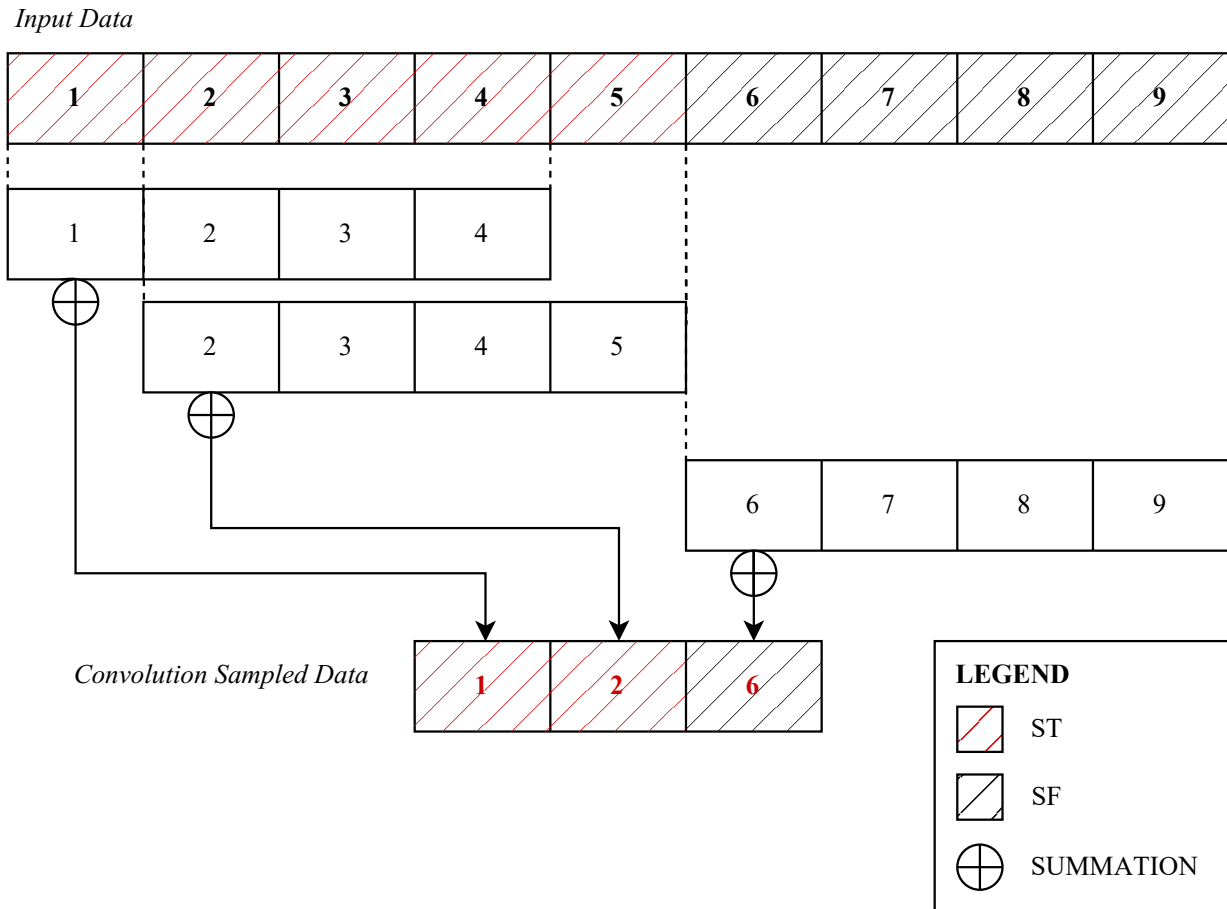 Input Data
1 2 3 4 5 6 7 8 9
1 2 3 4
2 3 4 5
6 7 8 9
Convolution Sampled Data
1 2 6
LEGEND
ST
SF
SUMMATION